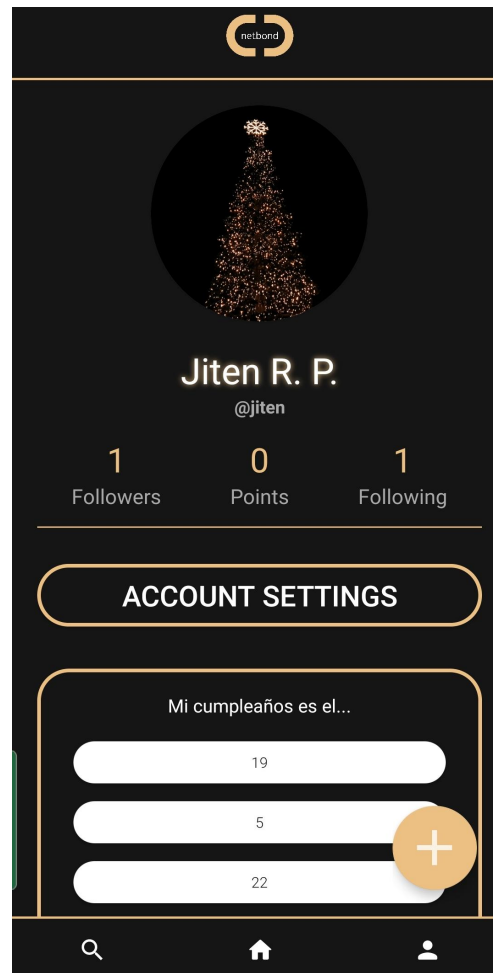 netbond
Jiten R. P.
@jiten
1 0 1
Followers Points Following
ACCOUNT SETTINGS
Mi cumpleaños es el...
19
5
22